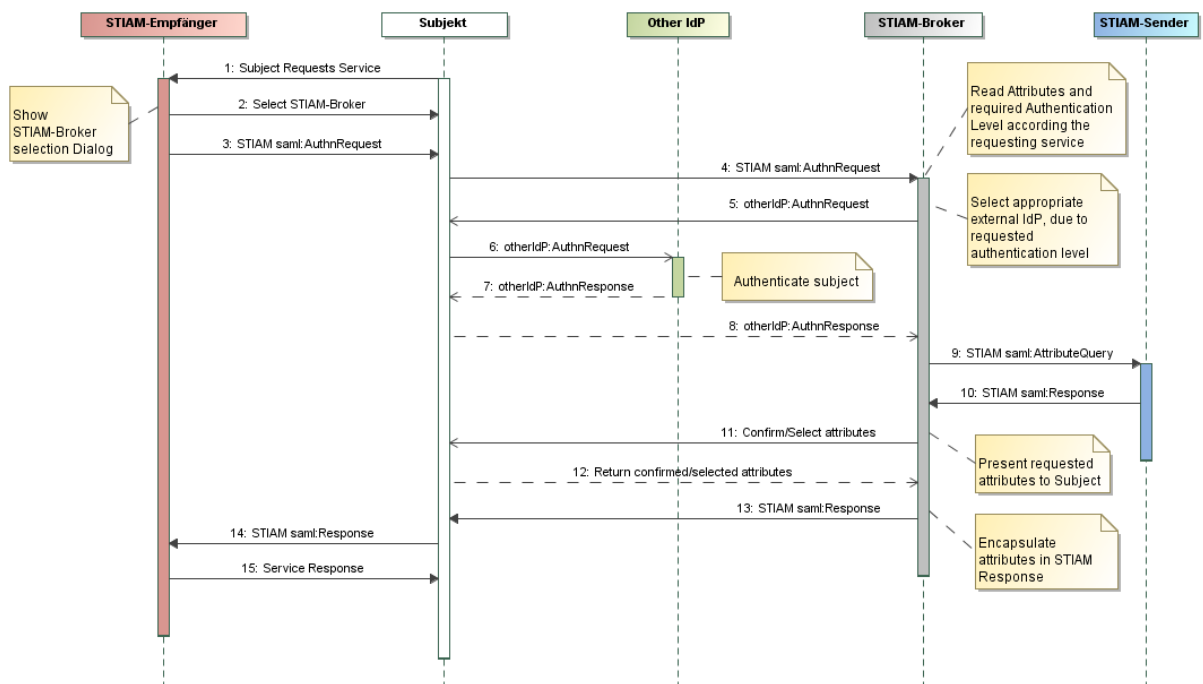 STIAM-Empfänger
Subjekt
Other IdP
STIAM-Broker
STIAM-Sender
1: Subject Requests Service
Show
STIAM-Broker
selection Dialog
2: Select STIAM-Broker
3: STIAM saml:AuthnRequest
Read Attributes and
required Authentication
Level according the
requesting service
4: STIAM saml:AuthnRequest
5: otherIdP:AuthnRequest
Select appropriate
external IdP, due to
requested
authentication level
6: otherIdP:AuthnRequest
Authenticate subject
7: otherIdP:AuthnResponse
8: otherIdP:AuthnResponse
9: STIAM saml:AttributeQuery
10: STIAM saml:Response
11: Confirm/Select attributes
Present requested
attributes to Subject
12: Return confirmed/selected attributes
13: STIAM saml:Response
14: STIAM saml:Response
Encapsulate
attributes in STIAM
Response
15: Service Response